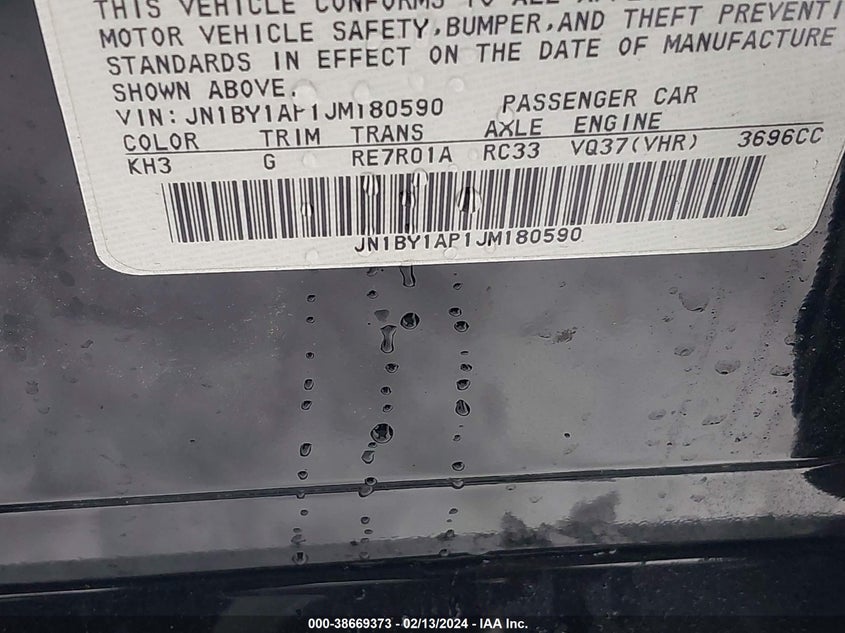 THIS VEHICLE CONFORMS TO ALL
MOTOR VEHICLE SAFETY, BUMPER, AND THEFT PREVENTI
STANDARDS IN EFFECT ON THE DATE OF MANUFACTURE
SHOWN ABOVE.
VIN: JN1BY1AP1JM180590 PASSENGER CAR
COLOR TRIM TRANS AXLE ENGINE
KH3 G RE7R01A RC33 VQ37(VHR) 3696CC
JN1BY1AP1JM180590
000-38669373 - 02/13/2024 - IAA Inc.